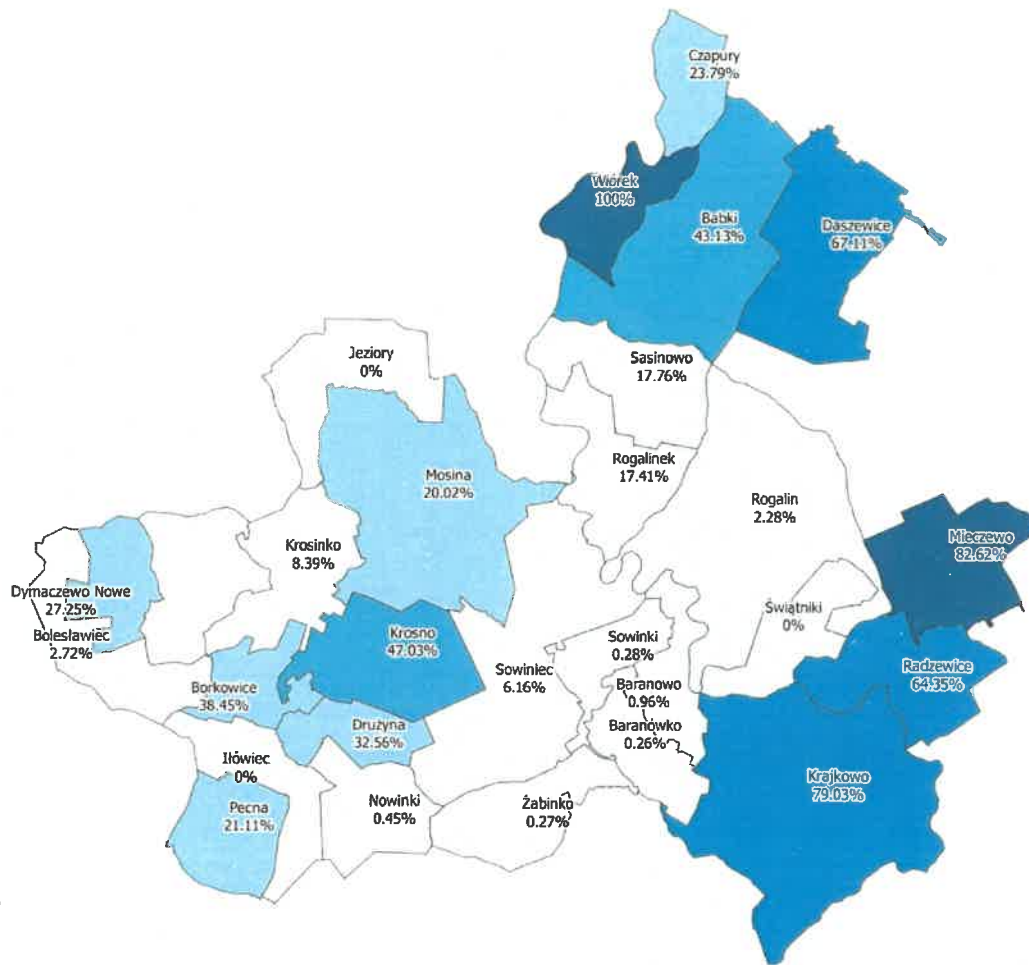 Czapury
23.79%
Wiórek
100%
Babki
43.13%
Daszewice
67.11%
Jeziory
0%
Sasinowo
17.76%
Mosina
20.02%
Rogalinek
17.41%
Rogalin
2.28%
Mieczewo
82.62%
Krosinko
8.39%
Dymaczewo Nowe
27.25%
Bolesławiec
2.72%
Krosno
47.03%
Świątniki
0%
Sowinki
0.28%
Sowiniec
6.16%
Radzewice
64.35%
Borkowice
38.45%
Baranowo
0.96%
Drużyna
32.56%
Baranówko
0.26%
Iłówiec
0%
Krajkowo
79.03%
Pecna
21.11%
Nowinki
0.45%
Żabinko
0.27%